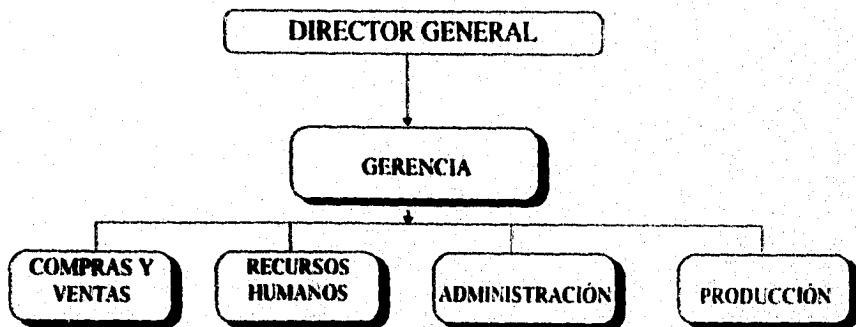 DIRECTOR GENERAL
GERENCIA
COMPRAS Y
VENTAS
RECURSOS
HUMANOS
ADMINISTRACIÓN
PRODUCCIÓN